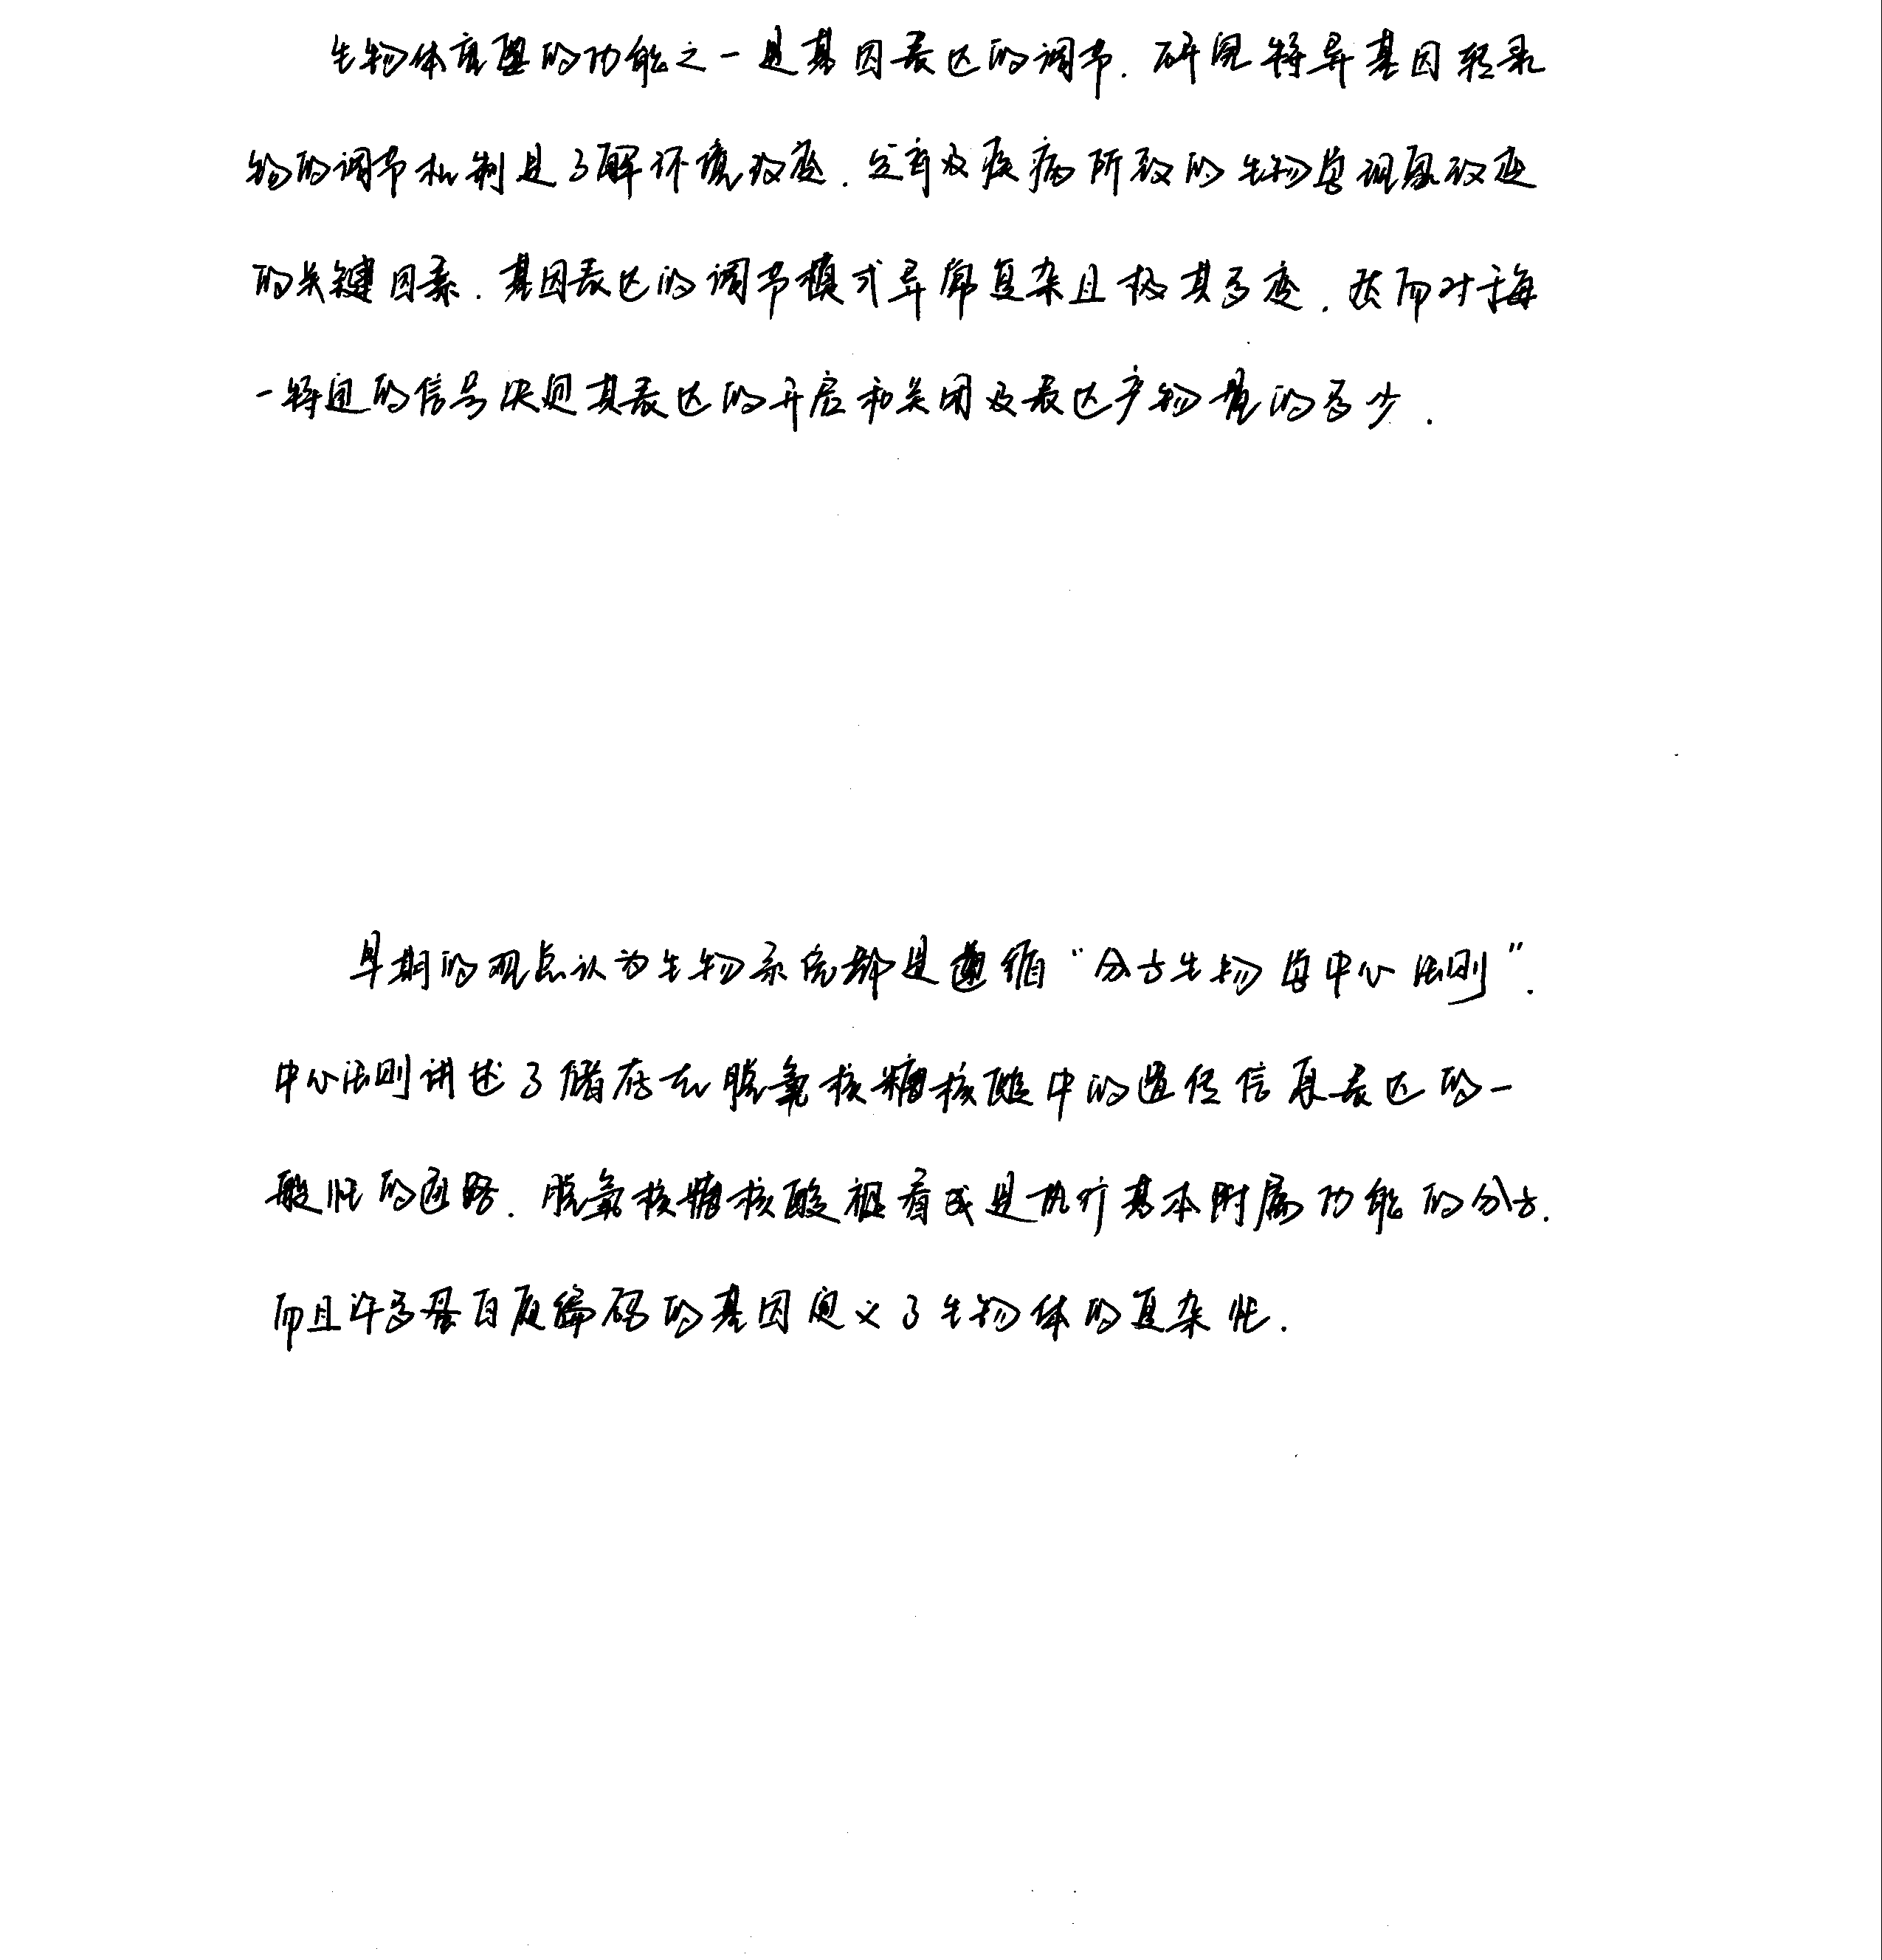 生物体重要的功能之一是基因表达的调节.研究特异基因转录
物的调节机制是了解环境改变.发育及疾病所致的生物学现象改变
的关键因素.基因表达的调节模式异常复杂且极其多变.然而对于每
一特定的信号决定其表达的开启和关闭及表达产物量的多少.
早期的观点认为生物系统都是遵循“分子生物学中心法则”.
中心法则讲述了储存在脱氧核糖核酸中的遗传信息表达的一
般性的回路.脱氧核糖核酸被看成是执行基本附属功能的分子.
而且许多蛋白质编码的基因定义了生物体的复杂性.